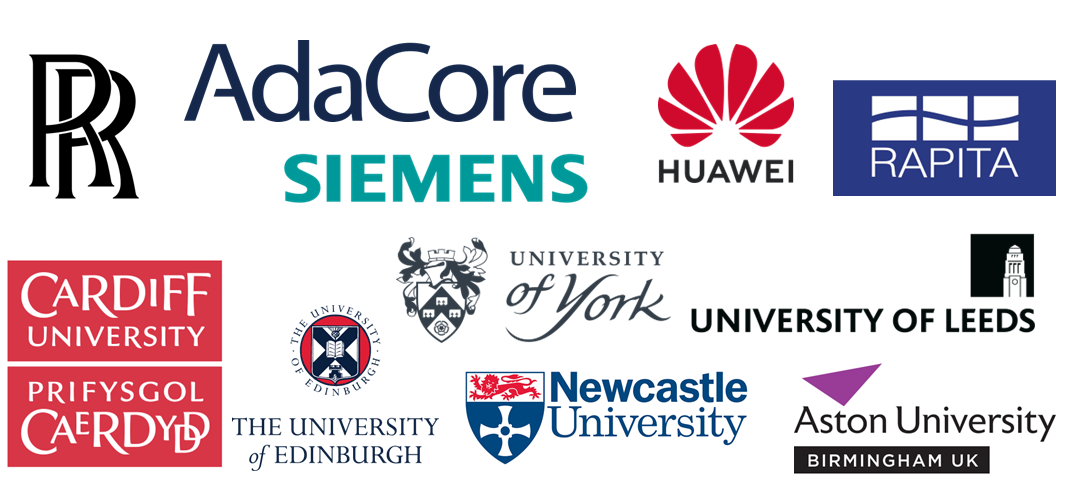 RR
AdaCore
SIEMENS
HUAWEI
RAPITA
CARDIFF
UNIVERSITY
PRIFYSGOL
CAERDYDD
THE UNIVERSITY
OF EDINBURGH
THE UNIVERSITY
of EDINBURGH
UNIVERSITY
of York
Newcastle
University
UNIVERSITY OF LEEDS
Aston University
BIRMINGHAM UK